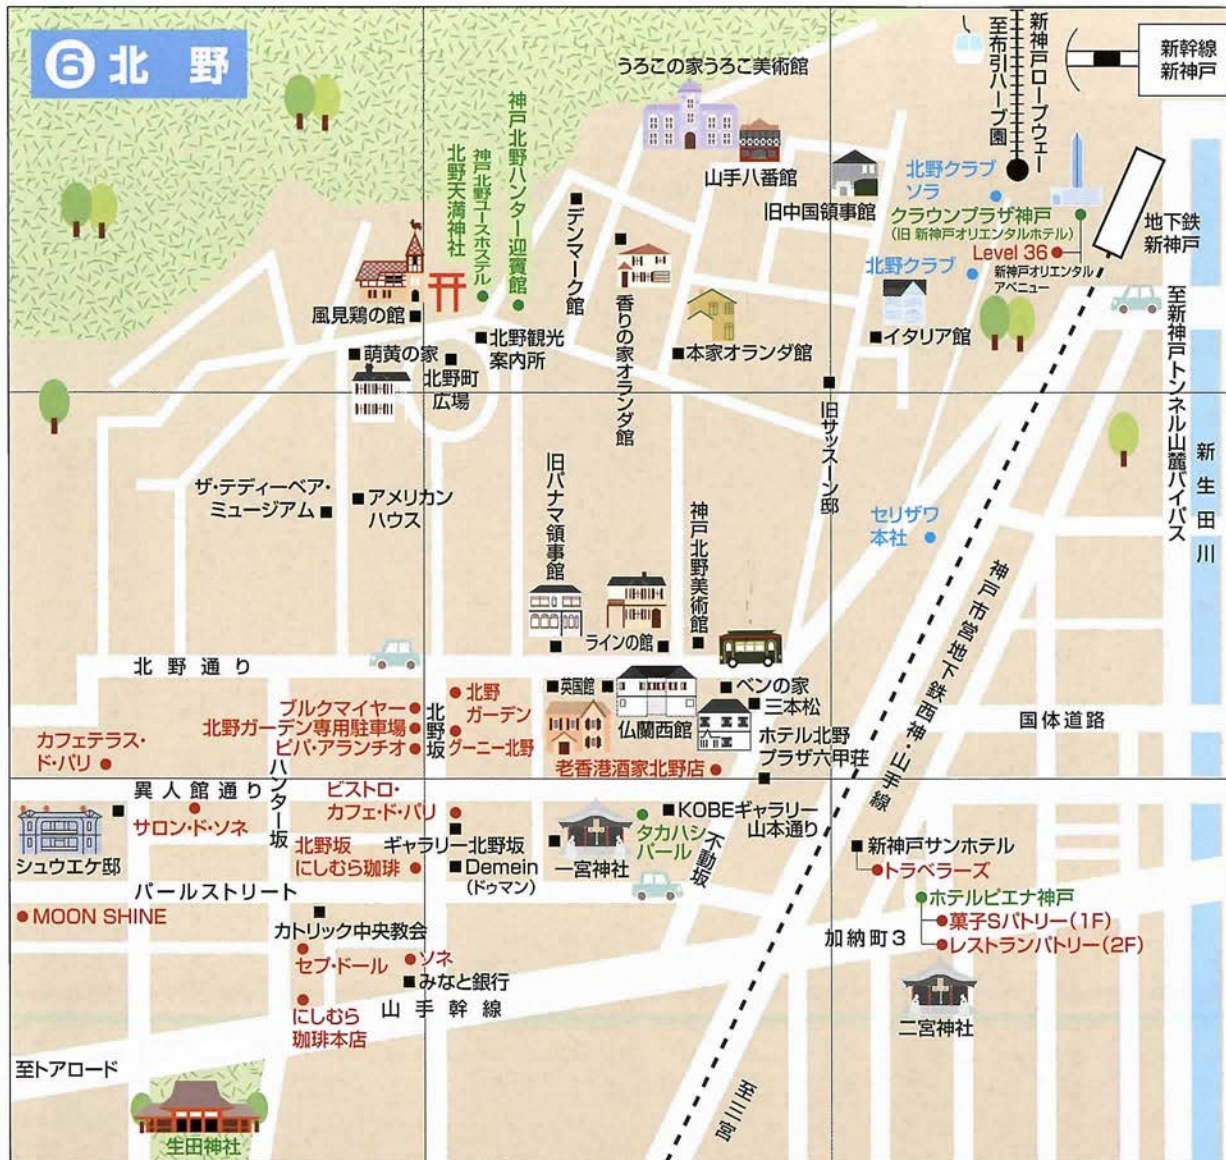 ⑥ 北野
うろこの家うろこ美術館
山手八番館
旧中国領事館
新神戸ロープウェー
至布引ハーブ園
新幹線
新神戸
北野クラブ
ソラ
クラウンプラザ神戸
(旧 新神戸オリエンタルホテル)
Level 36
新神戸オリエンタル
アベニュー
地下鉄
新神戸
北野クラブ
イタリア館
至新神戸トンネル山麓バイパス
新生田川
神戸北野ハンター迎賓館
神戸北野ユースホステル
北野天満神社
デンマーク館
香りの家オランダ館
本家オランダ館
風見鶏の館
萌黄の家
北野町
広場
北野観光
案内所
旧サッスーン邸
ザ・テディーベア・
ミュージアム
アメリカン
ハウス
旧パナマ領事館
ラインの館
神戸北野美術館
セリザワ
本社
神戸市営地下鉄西神・山手線
北野通り
ブルクマイヤー
北野ガーデン専用駐車場
ピバ・アランチオ
北野坂
北野
ガーデン
グーニー北野
英国館
仏蘭西館
ベンの家
三本松
ホテル北野
プラザ六甲荘
老香港酒家北野店
国体道路
カフェテラス・
ド・パリ
ハンター坂
異人館通り
サロン・ド・ソネ
シュウエケ邸
ビストロ・
カフェ・ド・パリ
ギャラリー北野坂
北野坂
にしむら珈琲
Demein
(ドゥマン)
一宮神社
タカハシ
パール
KOBEギャラリー
山本通り
不動坂
新神戸サンホテル
トラベラーズ
ホテルピエナ神戸
菓子Sパトリー(1F)
レストランパトリー(2F)
加納町3
二宮神社
パールストリート
MOON SHINE
カトリック中央教会
セプ・ドール
ソネ
みなと銀行
山手幹線
にしむら
珈琲本店
至トアロード
生田神社
至三宮